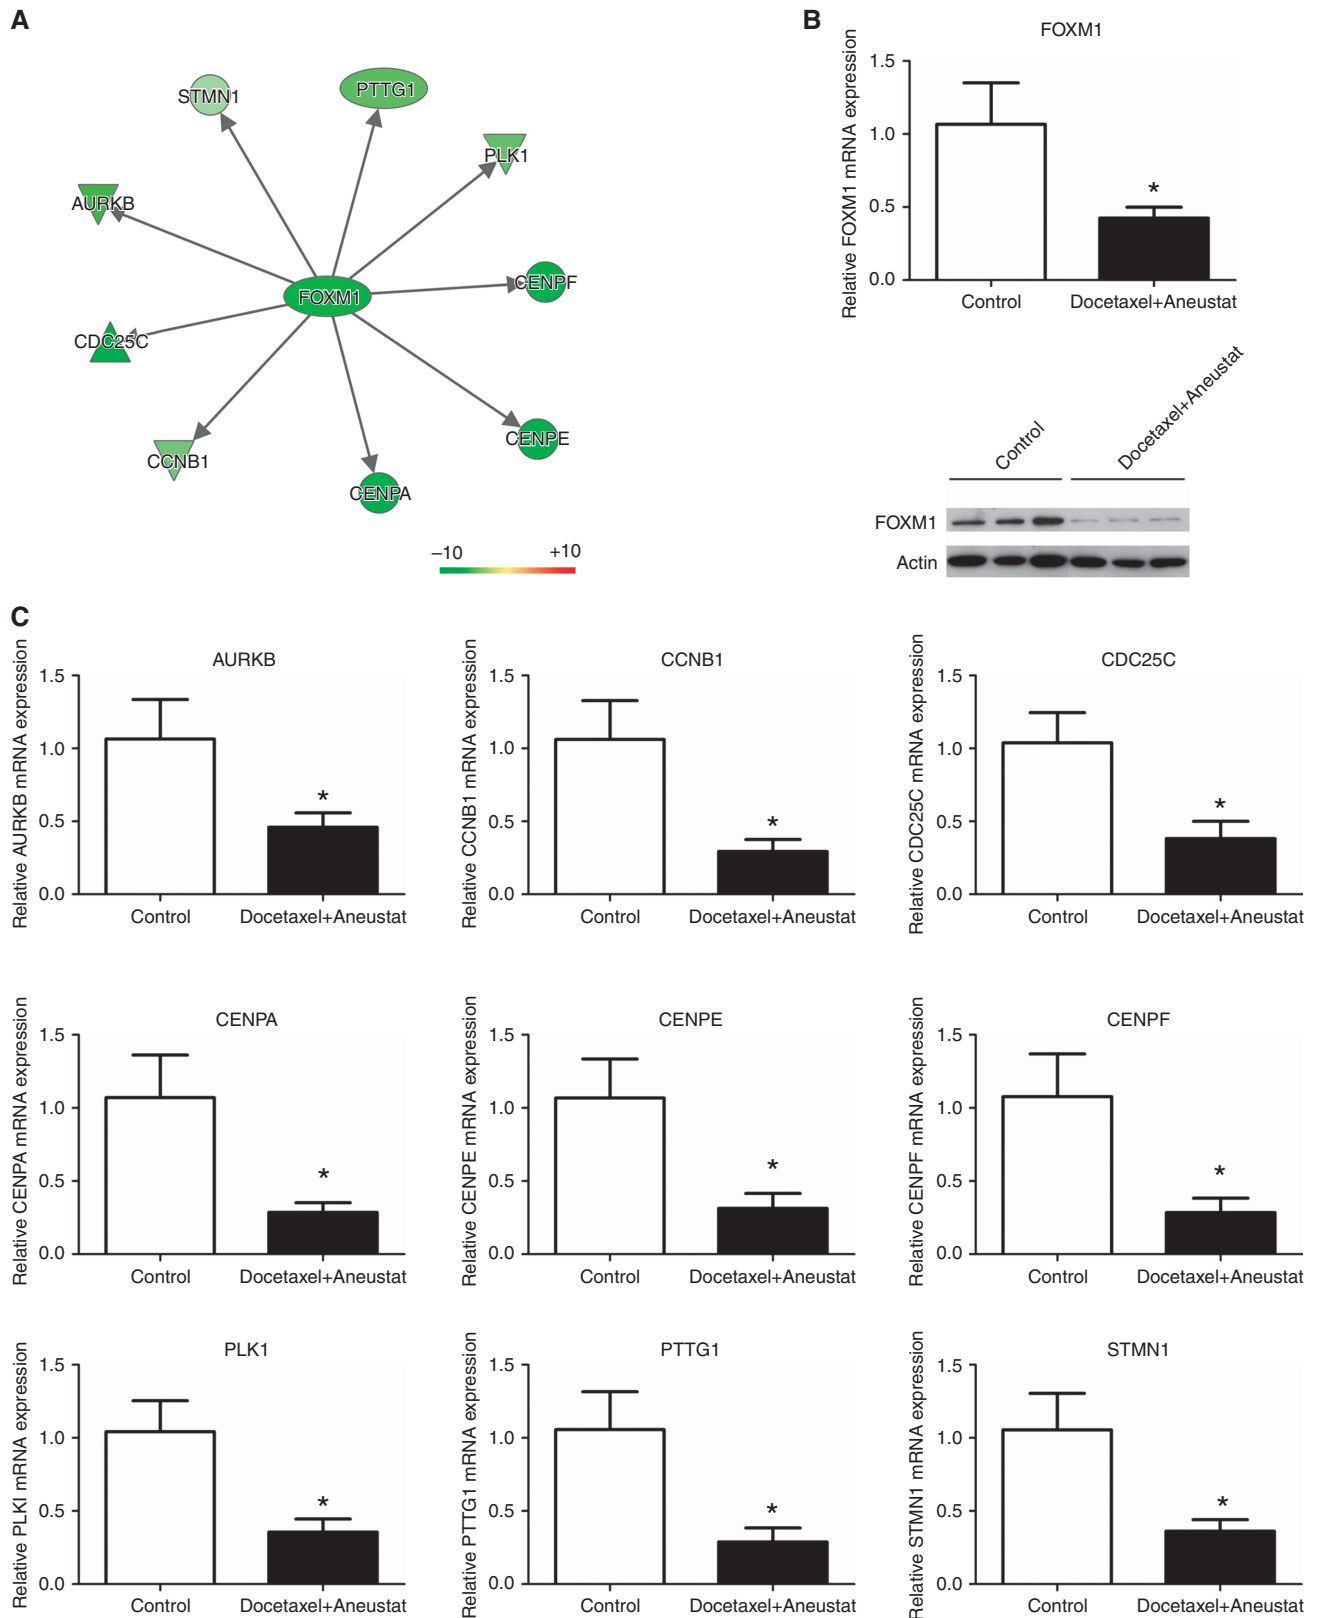 A
STMN1
PTTG1
PLK1
AURKB
CENPF
FOXM1
CDC25C
CENPE
CCNB1
CENPA
–10
+10
B
FOXM1
Relative FOXM1 mRNA expression
1.5
1.0
0.5
0.0
Control
Docetaxel+Aneustat
*
Control
Docetaxel+Aneustat
FOXM1
Actin
C
AURKB
Relative AURKB mRNA expression
1.5
1.0
0.5
0.0
*
Control
Docetaxel+Aneustat
CCNB1
Relative CCNB1 mRNA expression
1.5
1.0
0.5
0.0
*
Control
Docetaxel+Aneustat
CDC25C
Relative CDC25C mRNA expression
1.5
1.0
0.5
0.0
*
Control
Docetaxel+Aneustat
CENPA
Relative CENPA mRNA expression
1.5
1.0
0.5
0.0
*
Control
Docetaxel+Aneustat
CENPE
Relative CENPE mRNA expression
1.5
1.0
0.5
0.0
*
Control
Docetaxel+Aneustat
CENPF
Relative CENPF mRNA expression
1.5
1.0
0.5
0.0
*
Control
Docetaxel+Aneustat
PLK1
Relative PLKI mRNA expression
1.5
1.0
0.5
0.0
*
Control
Docetaxel+Aneustat
PTTG1
Relative PTTG1 mRNA expression
1.5
1.0
0.5
0.0
*
Control
Docetaxel+Aneustat
STMN1
Relative STMN1 mRNA expression
1.5
1.0
0.5
0.0
*
Control
Docetaxel+Aneustat